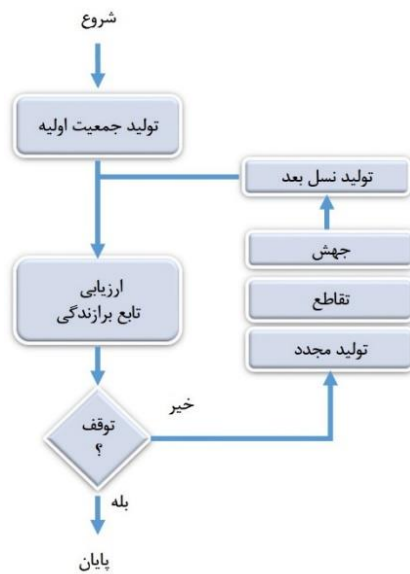 شروع
تولید جمعیت اولیه
تولید نسل بعد
جهش
ارزیابی
تابع برازندگی
تقاطع
تولید مجدد
خیر
توقف
؟
بله
پایان